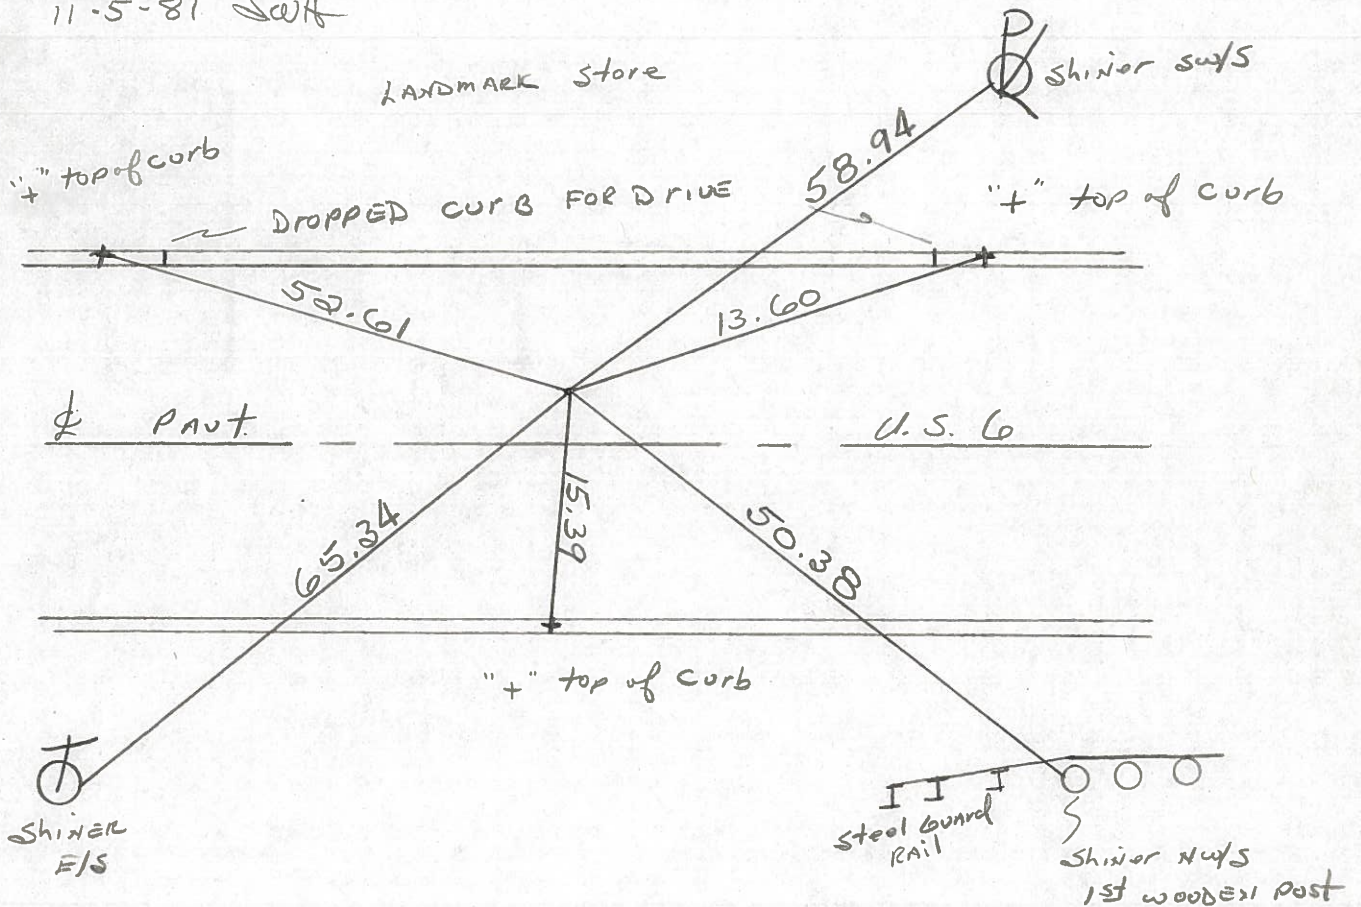 11-5-81 SWH
P
Shiner SW/S
LANDMARK Store
58.94
"+" top of curb
DROPPED CURB FOR DRIVE
"+" top of curb
52.61
13.60
℄ PAVT.
U.S. 6
65.34
15.39
50.38
"+" top of curb
T
Shiner
E/S
Steel Guard
RAIL
Shiner NW/S
1st WOODEN Post